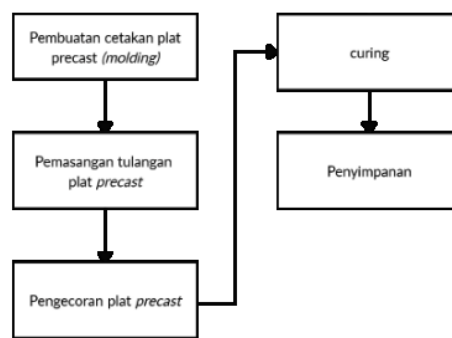 Pembuatan cetakan plat
precast (molding)
Pemasangan tulangan
plat precast
Pengecoran plat precast
curing
Penyimpanan